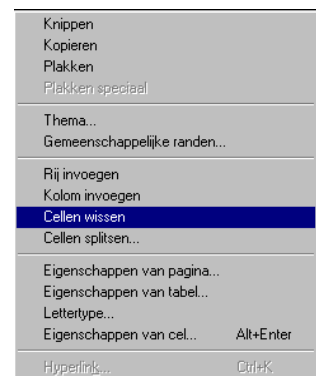 Knippen
Kopieren
Plakken
Plakken speciaal
Thema...
Gemeenschappelijke randen...
Rij invoegen
Kolom invoegen
Cellen wissen
Cellen splitsen...
Eigenschappen van pagina...
Eigenschappen van tabel...
Lettertype...
Eigenschappen van cel... Alt+Enter
Hyperlink... Ctrl+K